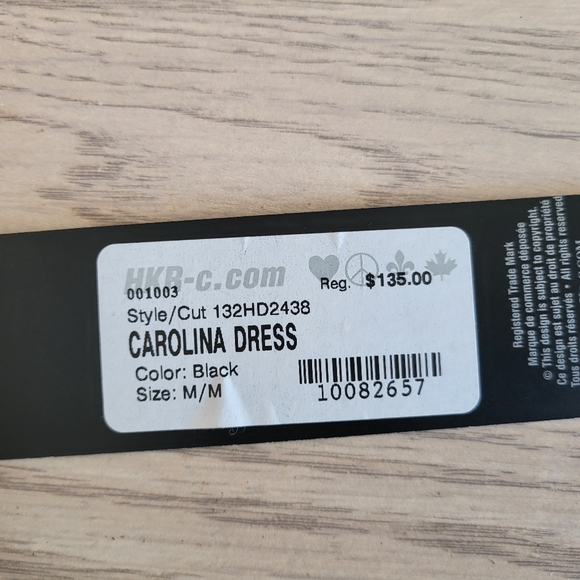 HKR-c.com
001003
Reg. $135.00
Style/Cut 132HD2438
CAROLINA DRESS
Color: Black
Size: M/M
10082657
Registered Trade Mark
Marque de commerce déposée
© This design is subject to copyright.
Ce design est sujet au droit de propriété
Tous droits réservés • All rights reserved